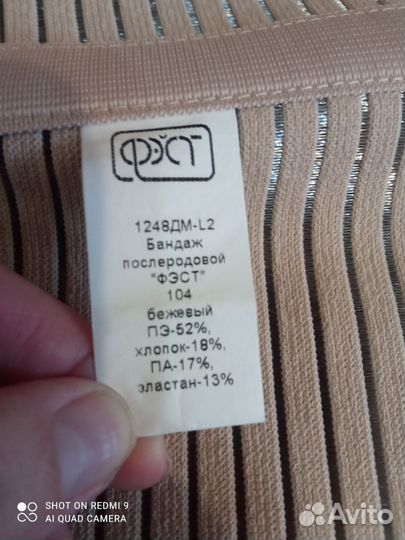 ФЭСТ
1248ДМ-L2
Бандаж
послеродовой
"ФЭСТ"
104
бежевый
ПЭ-52%,
хлопок-18%,
ПА-17%,
эластан-13%
SHOT ON REDMI 9
AI QUAD CAMERA
Avito